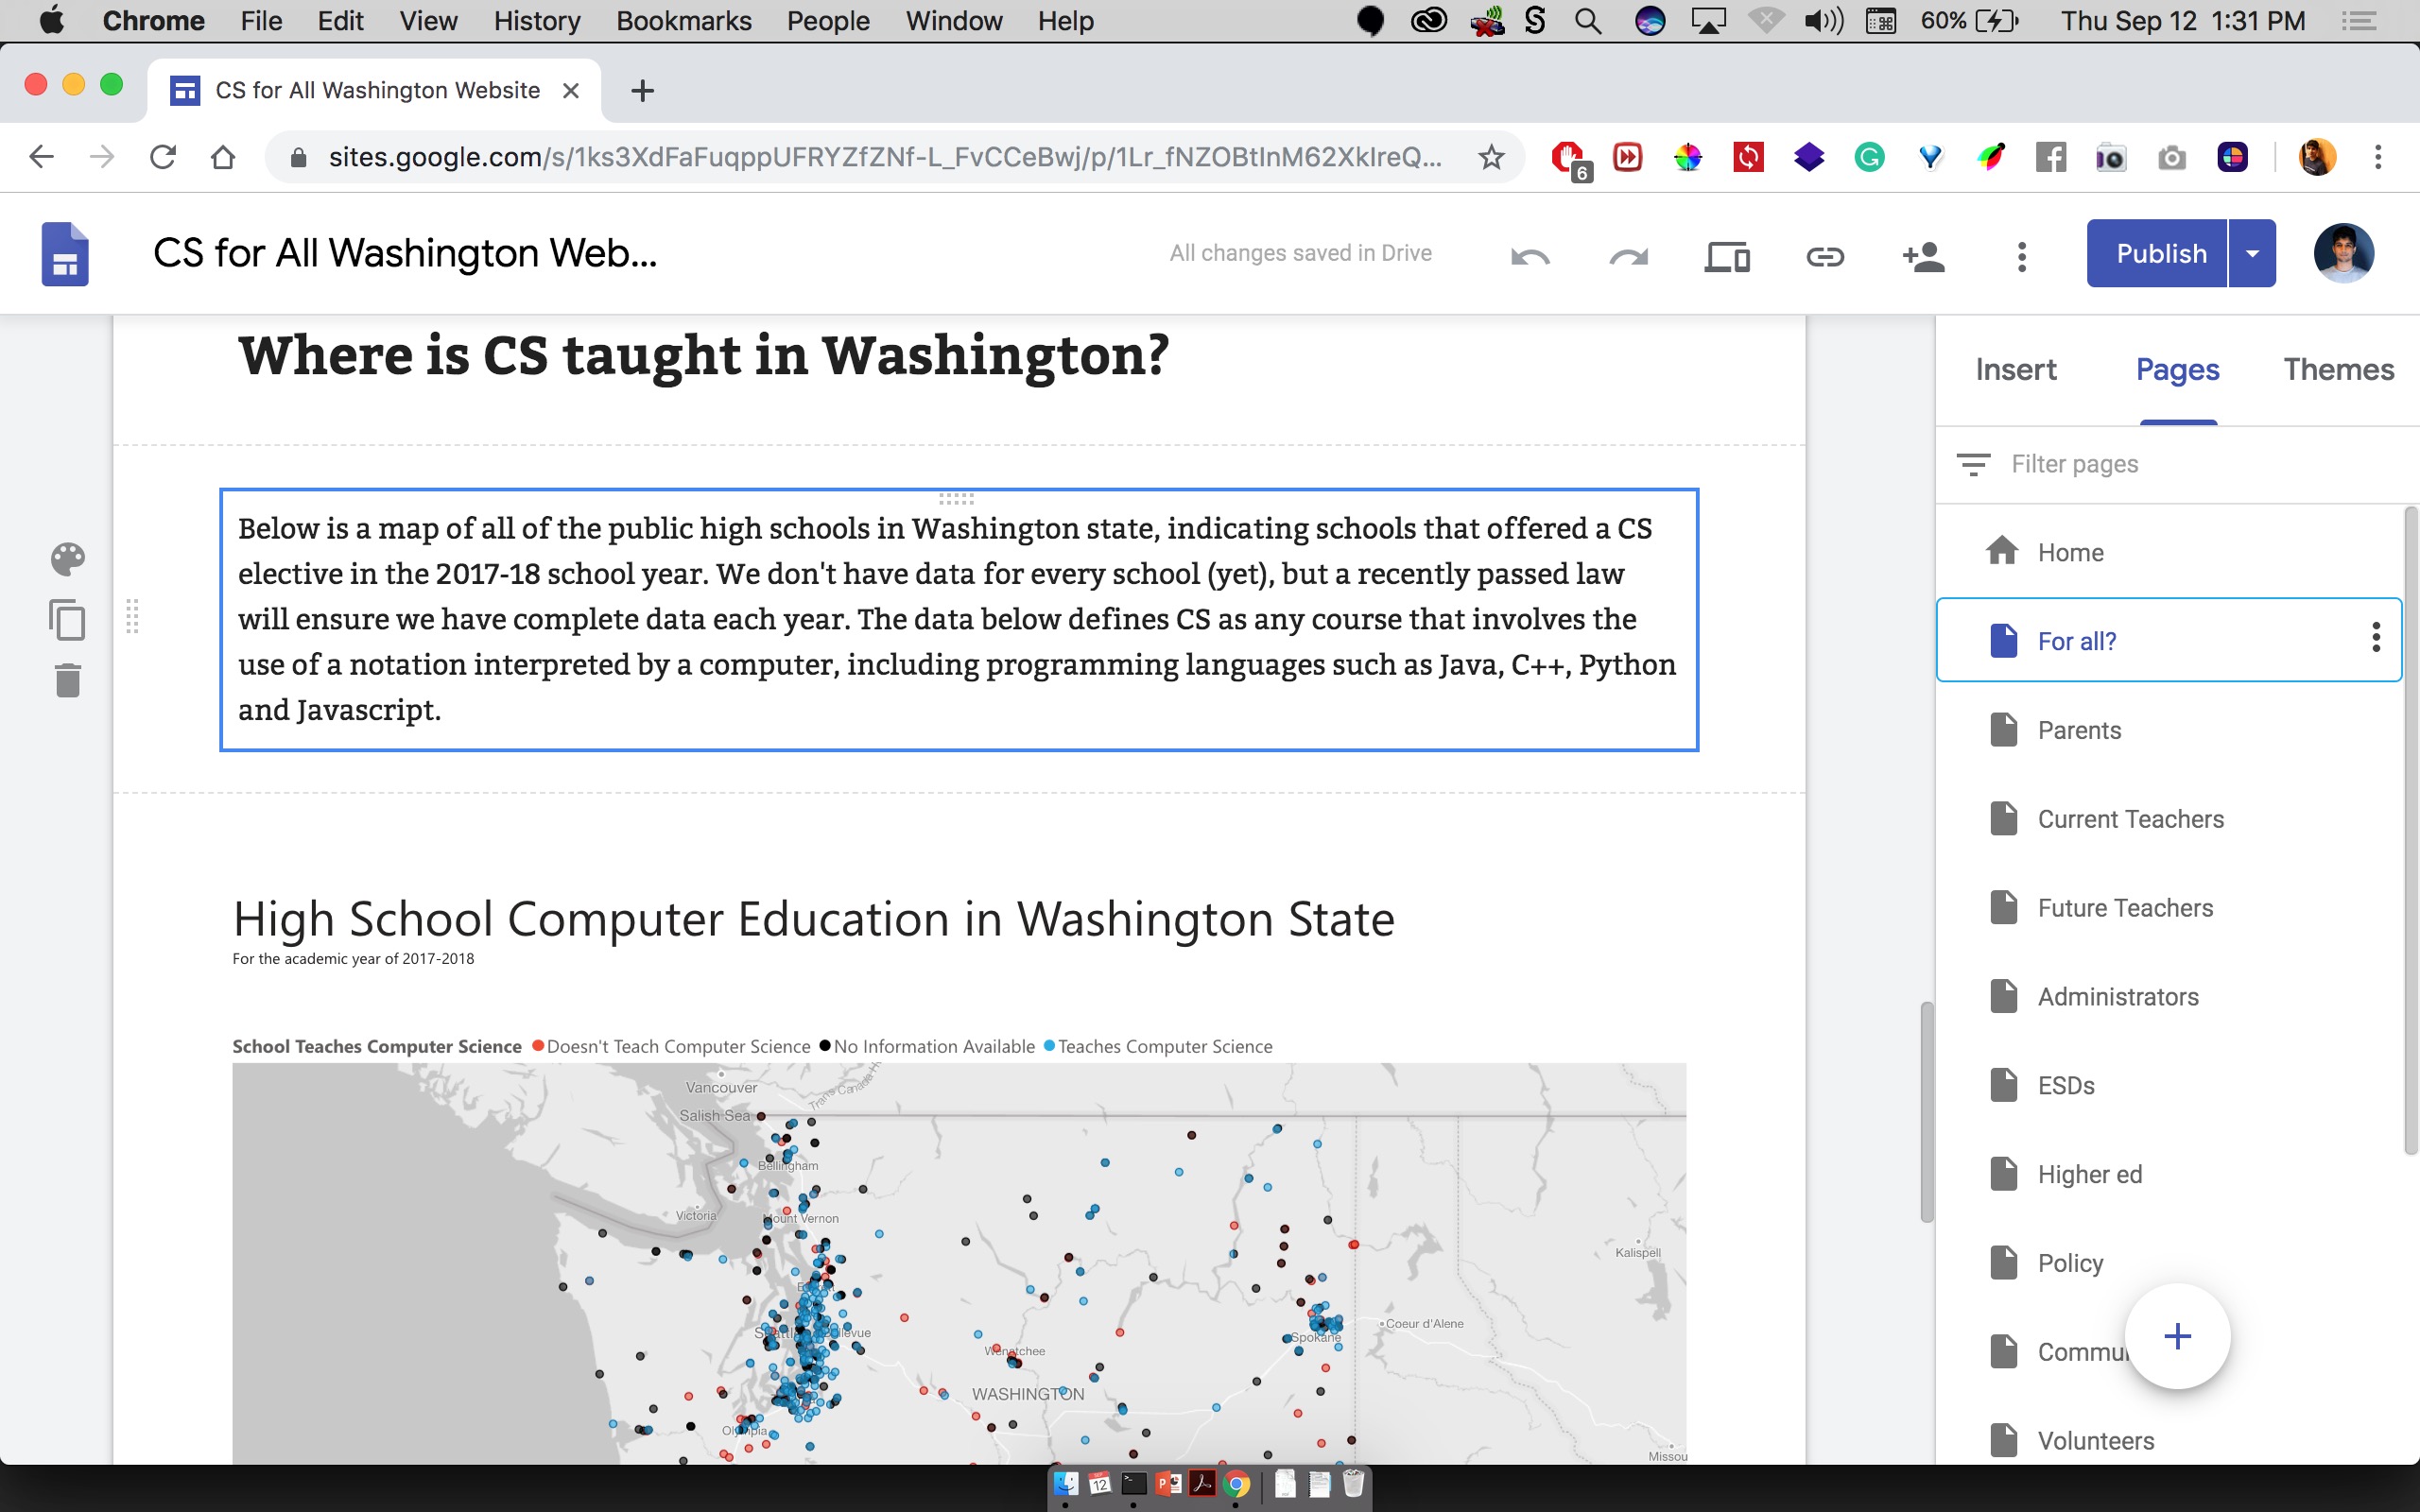 Chrome File Edit View History Bookmarks People Window Help 60% Thu Sep 12 1:31 PM
CS for All Washington Website
sites.google.com/s/1ks3XdFaFuqppUFRYZfZNf-L_FvCCeBwj/p/1Lr_fNZOBtInM62XkIreQ...
6
CS for All Washington Web...
All changes saved in Drive
Publish
Insert Pages Themes
Filter pages
Home
For all?
Parents
Current Teachers
Future Teachers
Administrators
ESDs
Higher ed
Policy
Volunteers
Where is CS taught in Washington?
Below is a map of all of the public high schools in Washington state, indicating schools that offered a CS
elective in the 2017-18 school year. We don't have data for every school (yet), but a recently passed law
will ensure we have complete data each year. The data below defines CS as any course that involves the
use of a notation interpreted by a computer, including programming languages such as Java, C++, Python
and Javascript.
High School Computer Education in Washington State
For the academic year of 2017-2018
School Teaches Computer Science Doesn't Teach Computer Science No Information Available Teaches Computer Science
Vancouver
Salish Sea
Bellingham
Victoria
Mount Vernon
Kalispell
Coeur d'Alene
Spokane
Wenatchee
WASHINGTON
Olympia
12